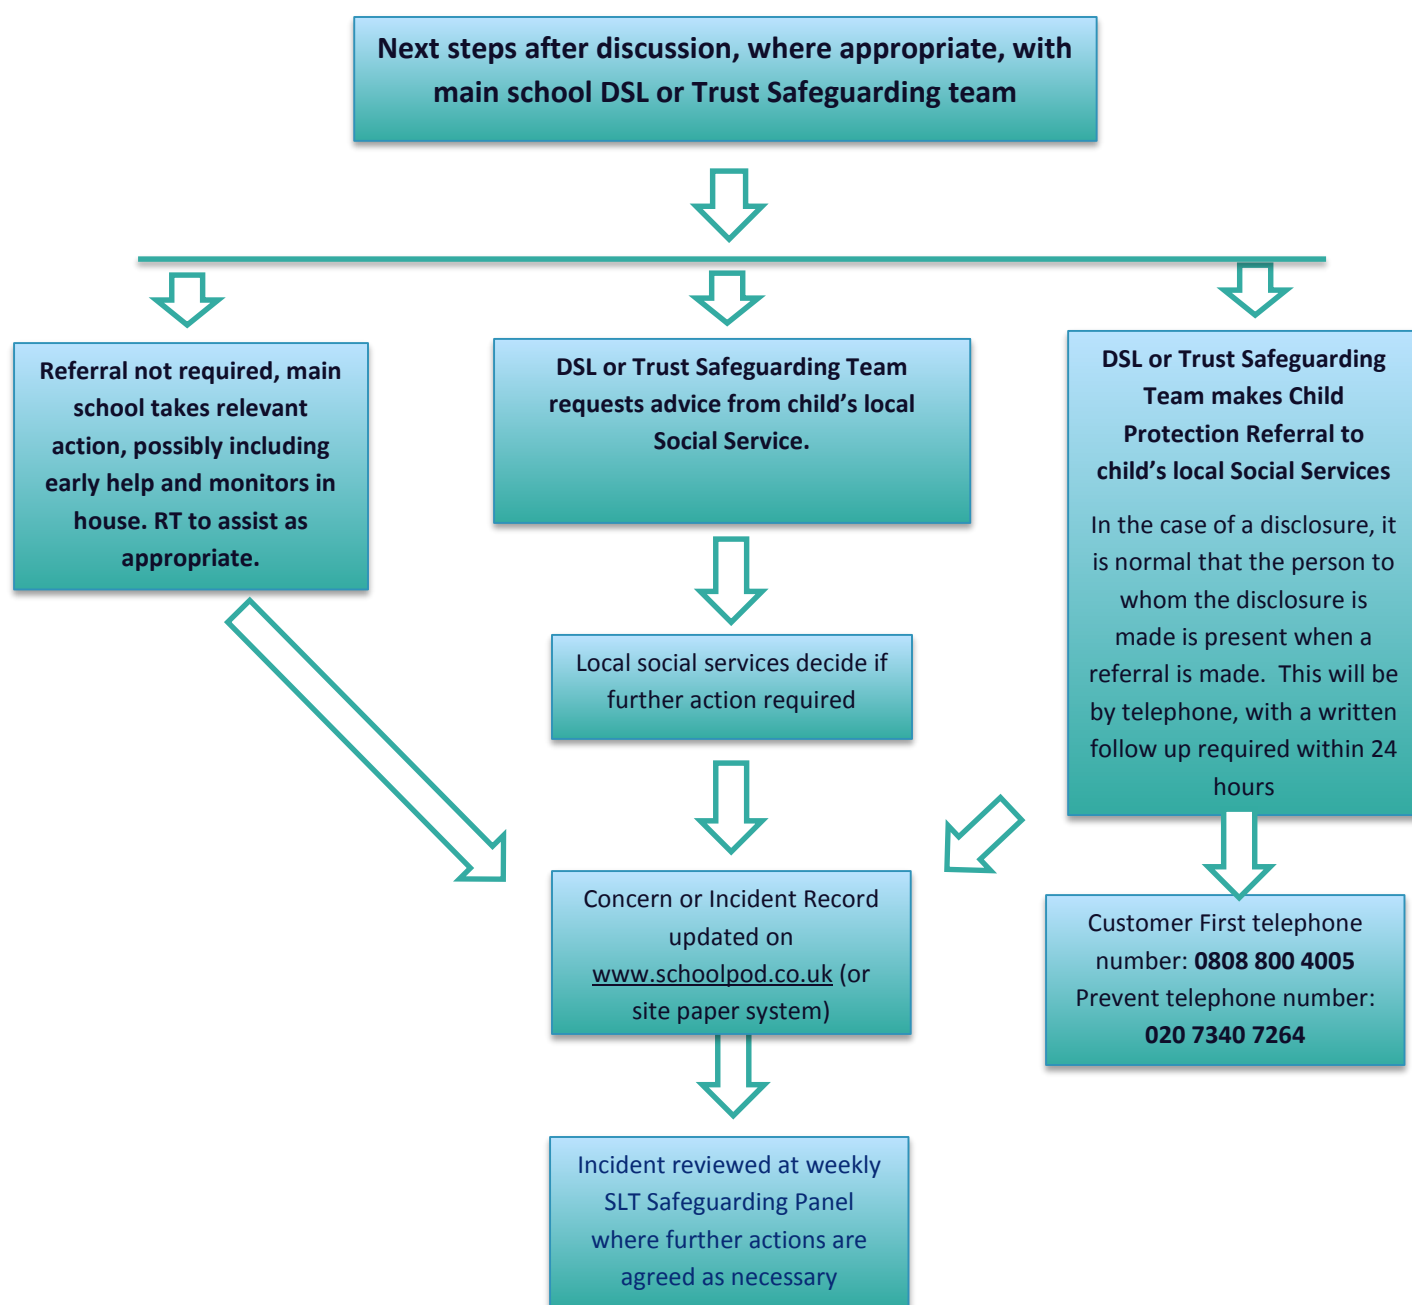 Next steps after discussion, where appropriate, with
main school DSL or Trust Safeguarding team
Referral not required, main
school takes relevant
action, possibly including
early help and monitors in
house. RT to assist as
appropriate.
DSL or Trust Safeguarding Team
requests advice from child’s local
Social Service.
DSL or Trust Safeguarding
Team makes Child
Protection Referral to
child’s local Social Services
In the case of a disclosure, it
is normal that the person to
whom the disclosure is
made is present when a
referral is made.  This will be
by telephone, with a written
follow up required within 24
hours
Local social services decide if
further action required
Concern or Incident Record
updated on
www.schoolpod.co.uk (or
site paper system)
Customer First telephone
number: 0808 800 4005
Prevent telephone number:
020 7340 7264
Incident reviewed at weekly
SLT Safeguarding Panel
where further actions are
agreed as necessary